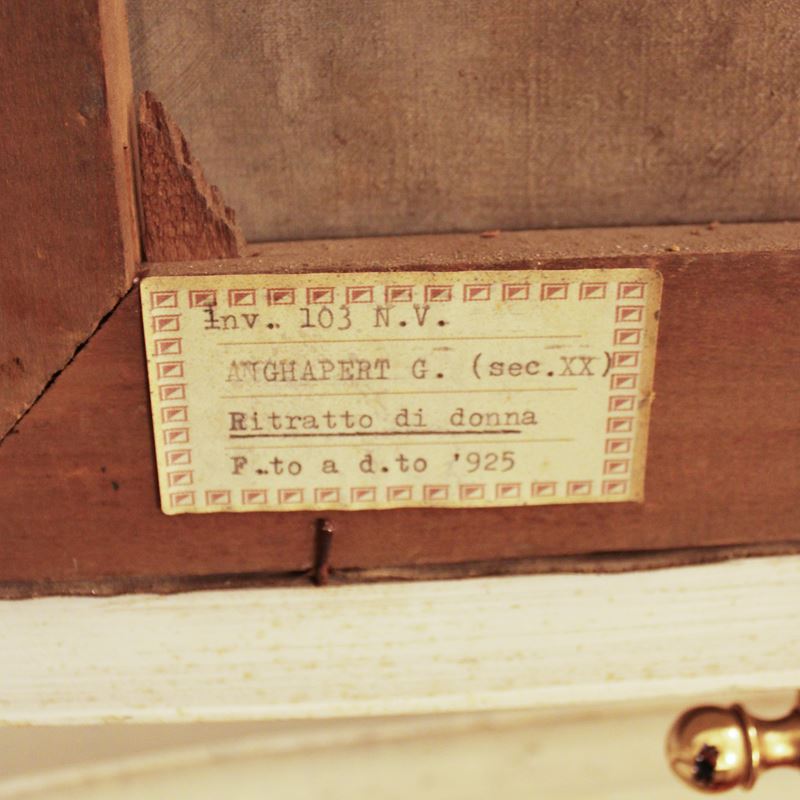 Inv. 103 N.V.
ANGHAPERT G. (sec.XX)
Ritratto di donna
F.to a d.to '925